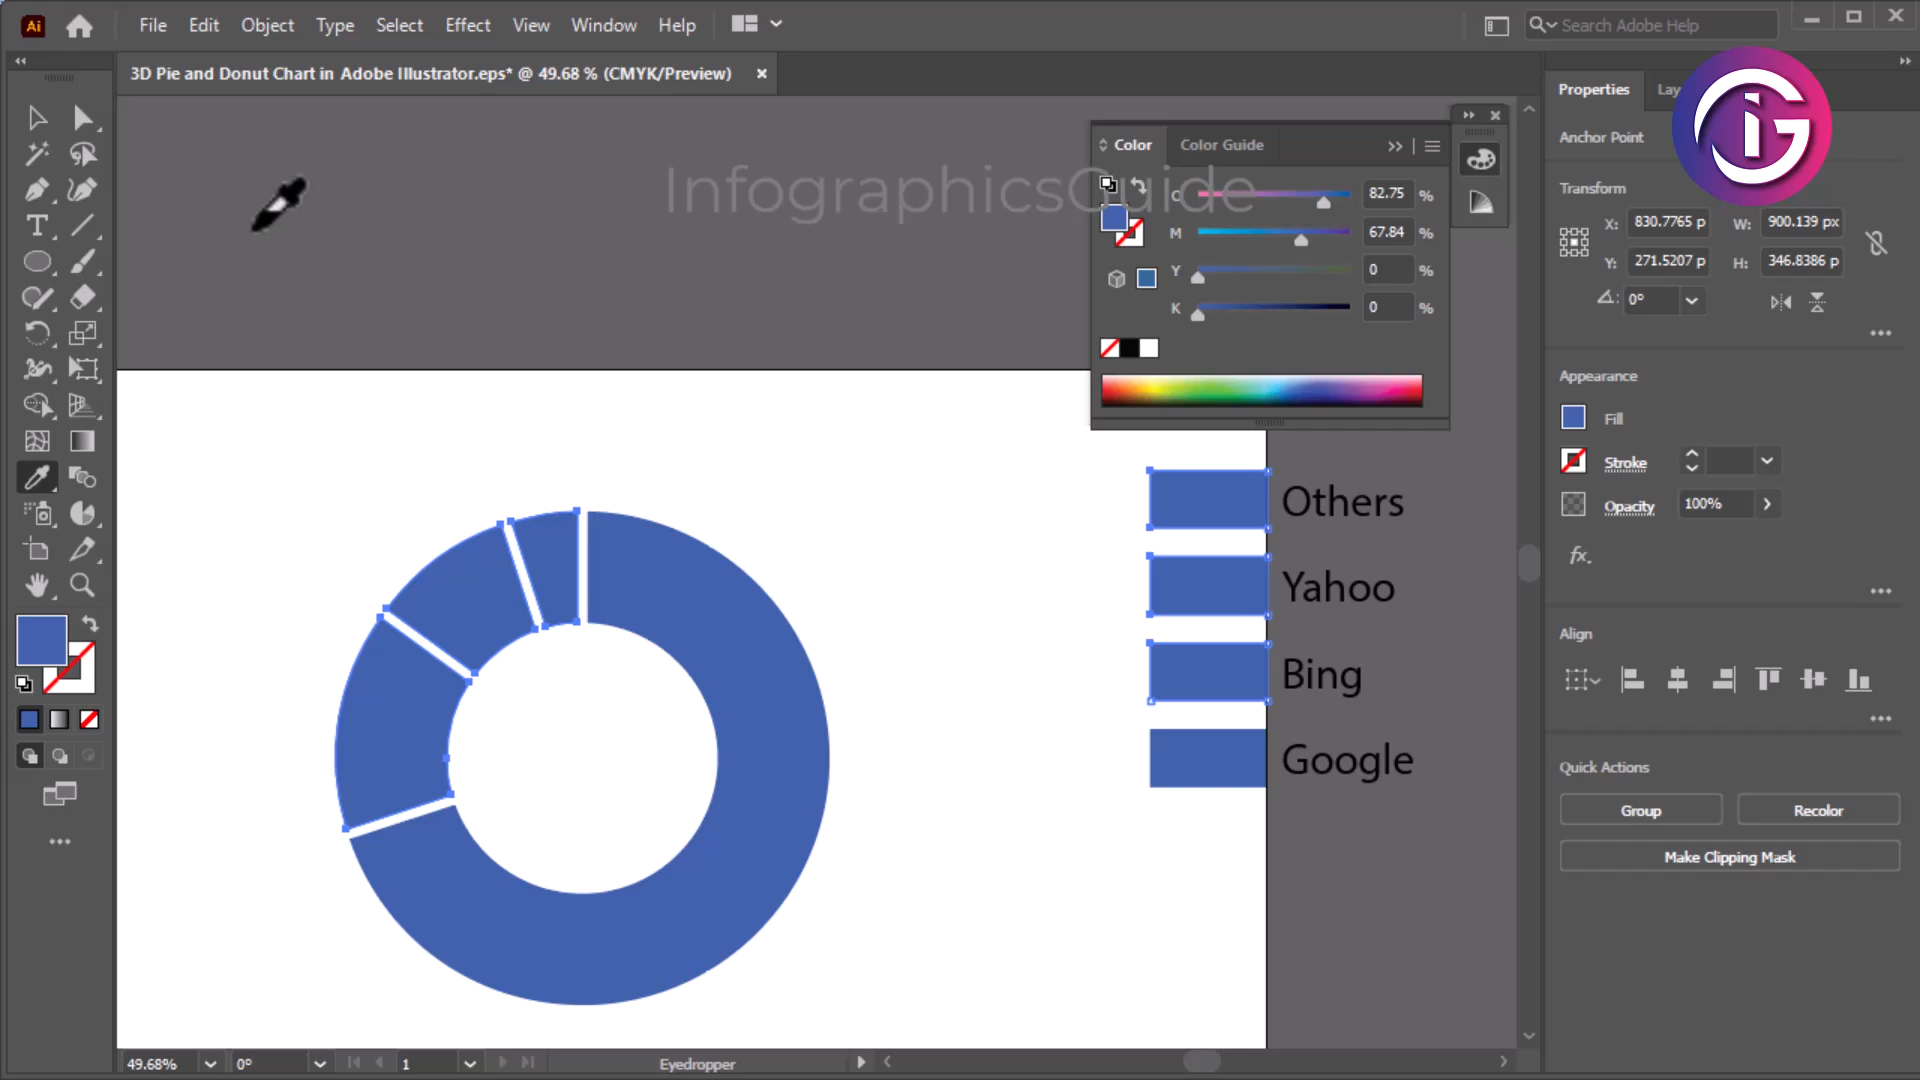 Ai File Edit Object Type Select Effect View Window Help Search Adobe Help
3D Pie and Donut Chart in Adobe Illustrator.eps* @ 49.68 % (CMYK/Preview)
Properties Lay
iG
Anchor Point
Color Color Guide
InfographicsGuide
C 82.75 %
M 67.84 %
Y 0 %
K 0 %
Transform
X: 830.7765 p W: 900.139 px
Y: 271.5207 p H: 346.8386 p
0°
Appearance
Fill
Stroke
Opacity 100%
fx.
Others
Yahoo
Bing
Google
Align
Quick Actions
Group Recolor
Make Clipping Mask
49.68% 0° 1 Eyedropper